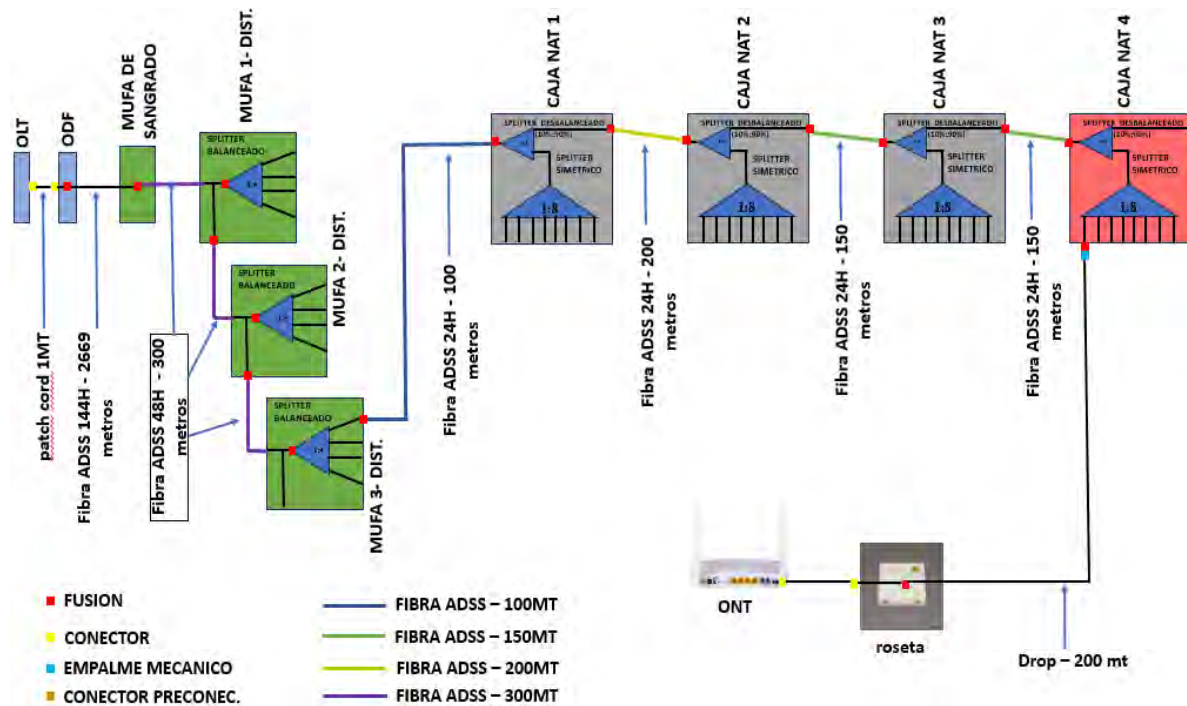 OLT
ODF
MUFA DE
SANGRADO
MUFA 1- DIST.
CAJA NAT 1
CAJA NAT 2
CAJA NAT 3
CAJA NAT 4
SPLITTER
BALANCEADO
SPLITTER DESBALANCEADO
(10%:90%)
SPLITTER
SIMETRICO
1:8
SPLITTER DESBALANCEADO
(10%:90%)
SPLITTER
SIMETRICO
1:8
SPLITTER DESBALANCEADO
(10%:90%)
SPLITTER
SIMETRICO
1:8
SPLITTER DESBALANCEADO
(10%:90%)
SPLITTER
SIMETRICO
1:8
SPLITTER
BALANCEADO
MUFA 2- DIST.
SPLITTER
BALANCEADO
MUFA 3- DIST.
patch cord 1MT
Fibra ADSS 144H - 2669
metros
Fibra ADSS 48H - 300
metros
Fibra ADSS 24H - 100
metros
Fibra ADSS 24H - 200
metros
Fibra ADSS 24H - 150
metros
Fibra ADSS 24H - 150
metros
ONT
roseta
Drop – 200 mt
FUSION
CONECTOR
EMPALME MECANICO
CONECTOR PRECONEC.
FIBRA ADSS – 100MT
FIBRA ADSS – 150MT
FIBRA ADSS – 200MT
FIBRA ADSS – 300MT